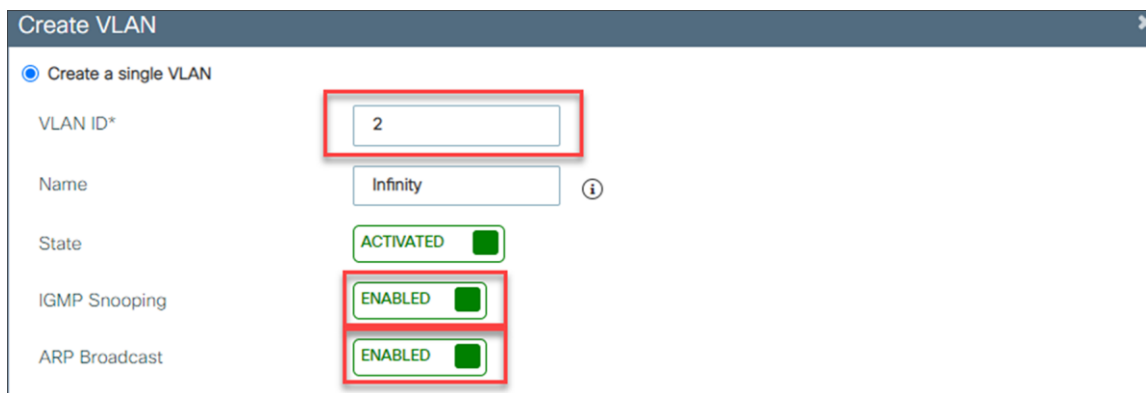 Create VLAN
Create a single VLAN
VLAN ID* 2
Name Infinity
State ACTIVATED
IGMP Snooping ENABLED
ARP Broadcast ENABLED